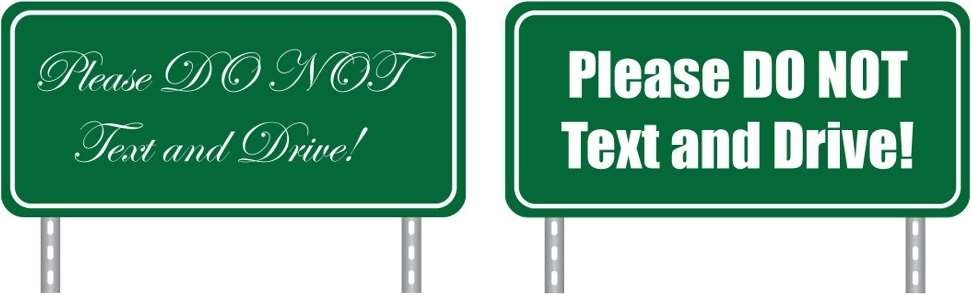 Please DO NOT
Text and Drive!
Please DO NOT
Text and Drive!